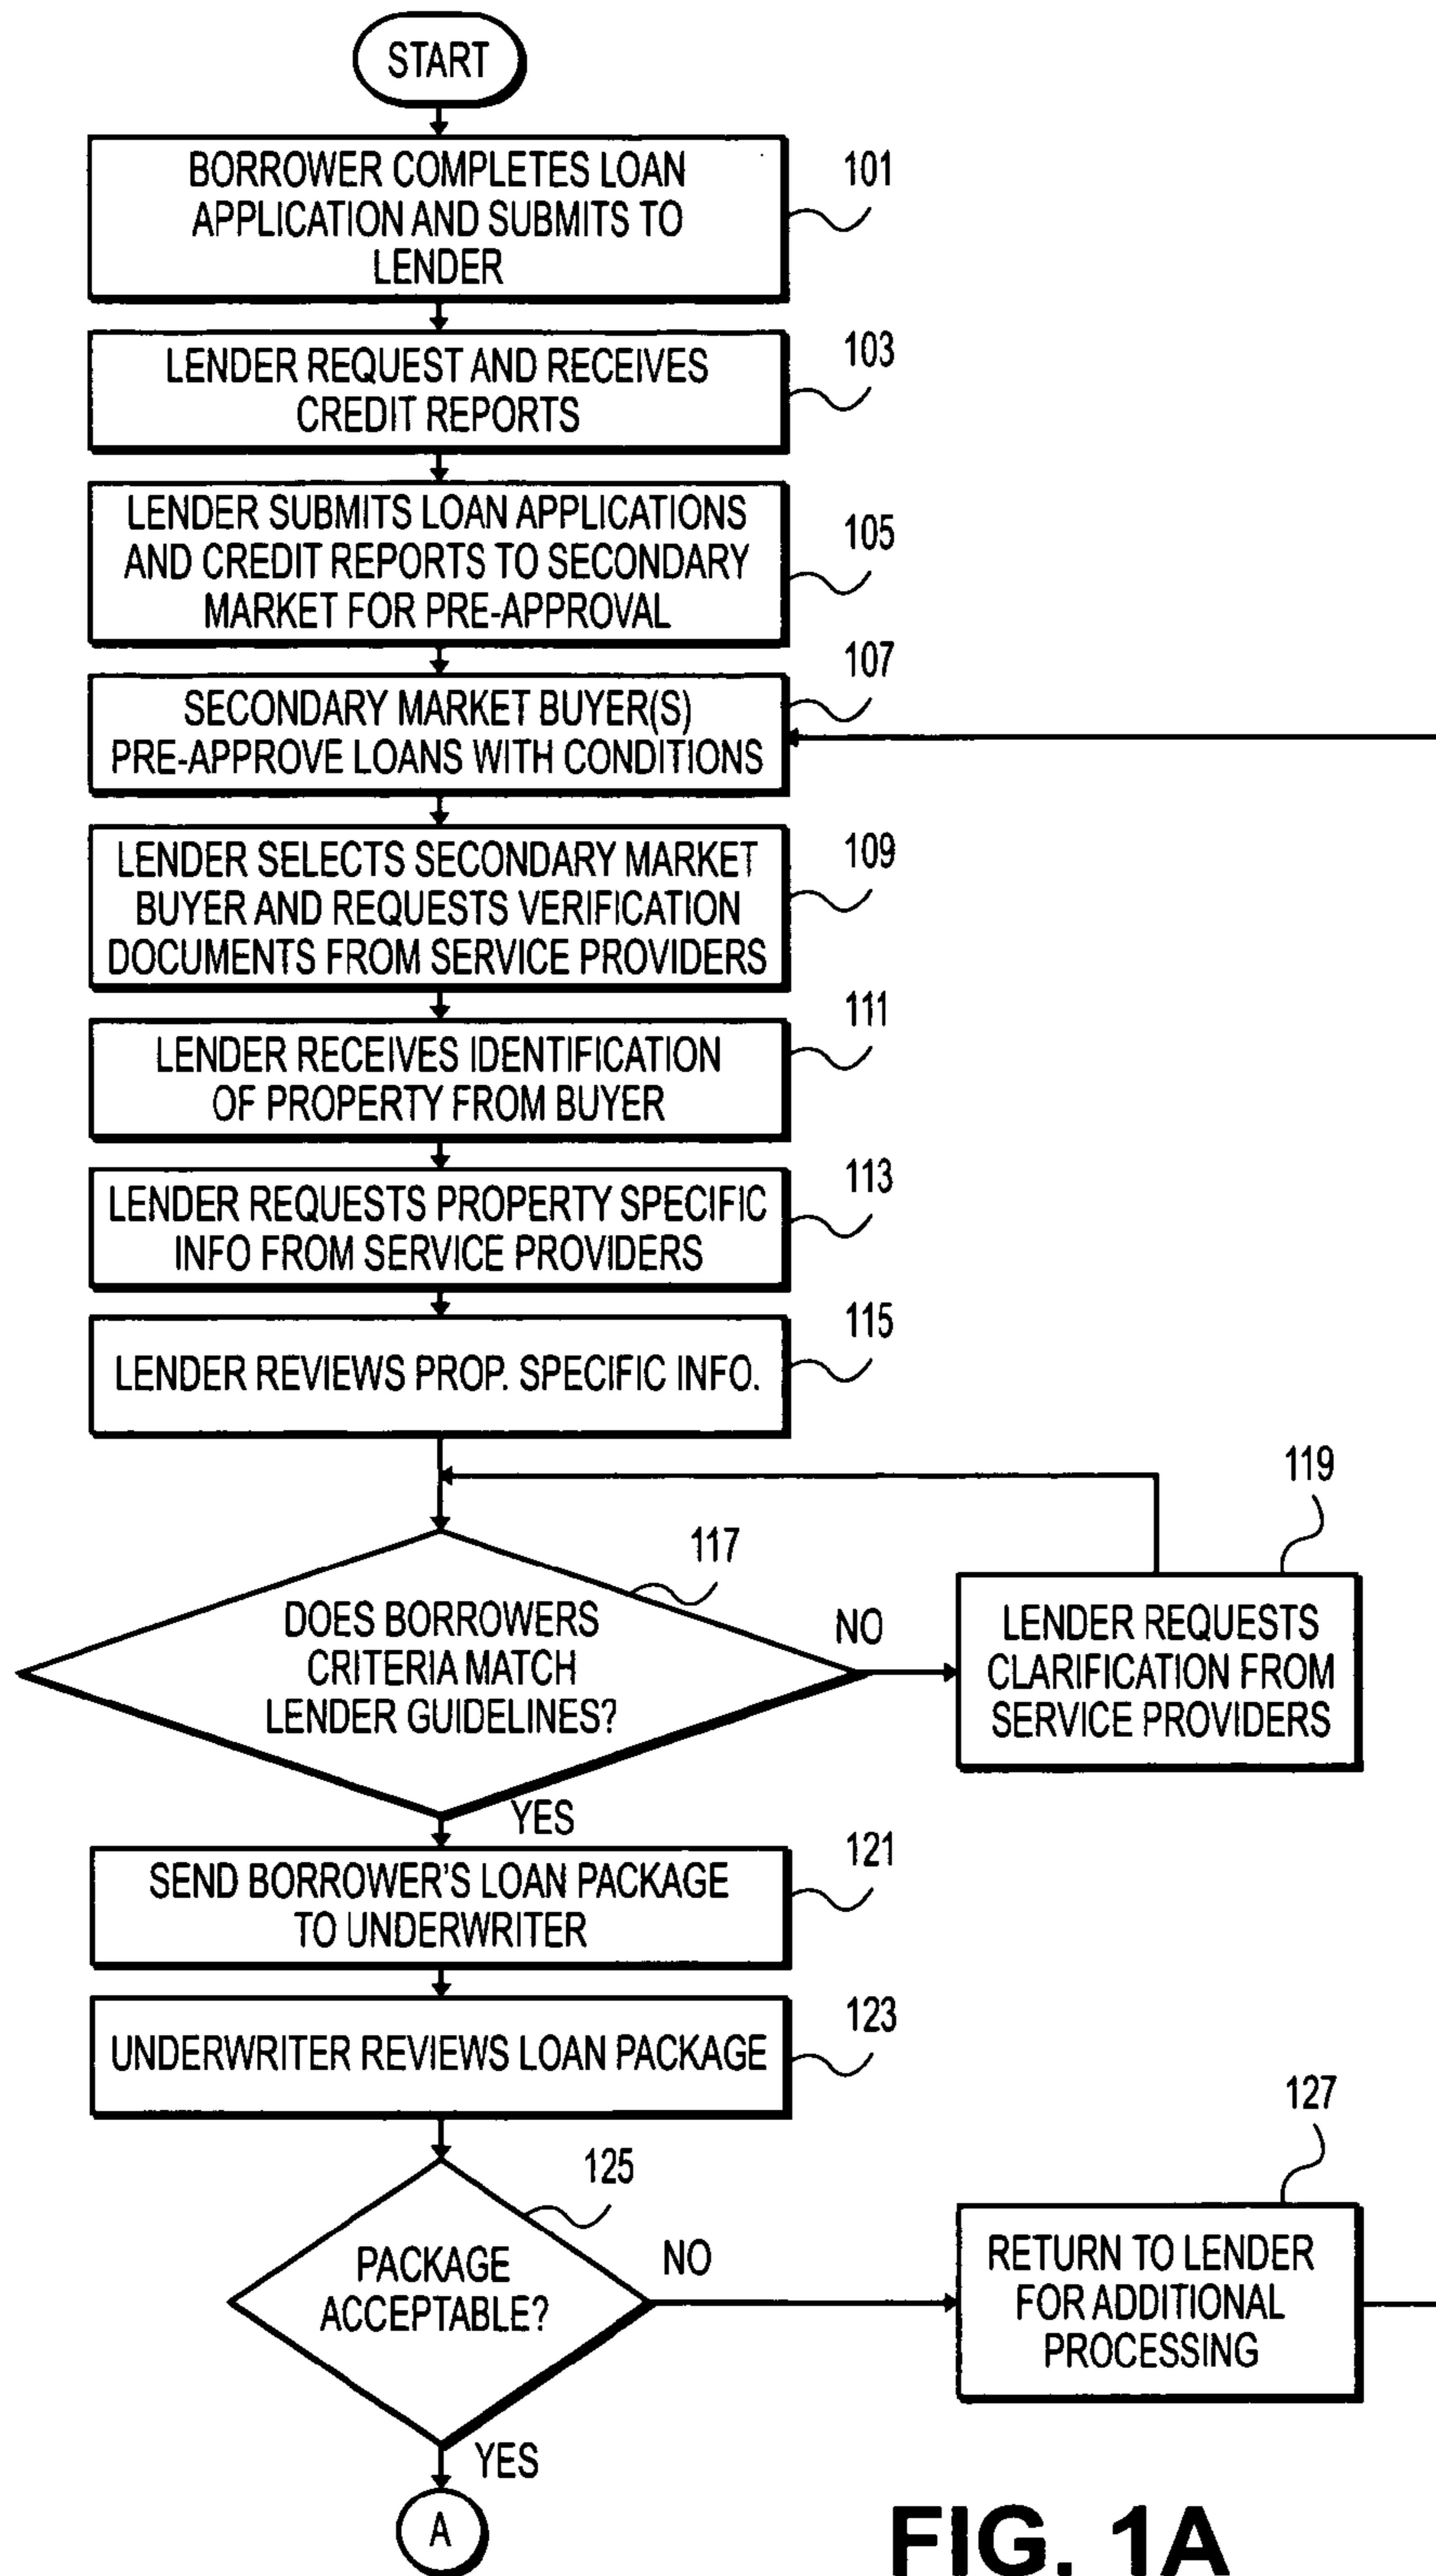 START
BORROWER COMPLETES LOAN
APPLICATION AND SUBMITS TO
LENDER
101
LENDER REQUEST AND RECEIVES
CREDIT REPORTS
103
LENDER SUBMITS LOAN APPLICATIONS
AND CREDIT REPORTS TO SECONDARY
MARKET FOR PRE-APPROVAL
105
SECONDARY MARKET BUYER(S)
PRE-APPROVE LOANS WITH CONDITIONS
107
LENDER SELECTS SECONDARY MARKET
BUYER AND REQUESTS VERIFICATION
DOCUMENTS FROM SERVICE PROVIDERS
109
LENDER RECEIVES IDENTIFICATION
OF PROPERTY FROM BUYER
111
LENDER REQUESTS PROPERTY SPECIFIC
INFO FROM SERVICE PROVIDERS
113
LENDER REVIEWS PROP. SPECIFIC INFO.
115
DOES BORROWERS
CRITERIA MATCH
LENDER GUIDELINES?
117
NO
LENDER REQUESTS
CLARIFICATION FROM
SERVICE PROVIDERS
119
YES
SEND BORROWER'S LOAN PACKAGE
TO UNDERWRITER
121
UNDERWRITER REVIEWS LOAN PACKAGE
123
PACKAGE
ACCEPTABLE?
125
NO
RETURN TO LENDER
FOR ADDITIONAL
PROCESSING
127
YES
A
FIG. 1A